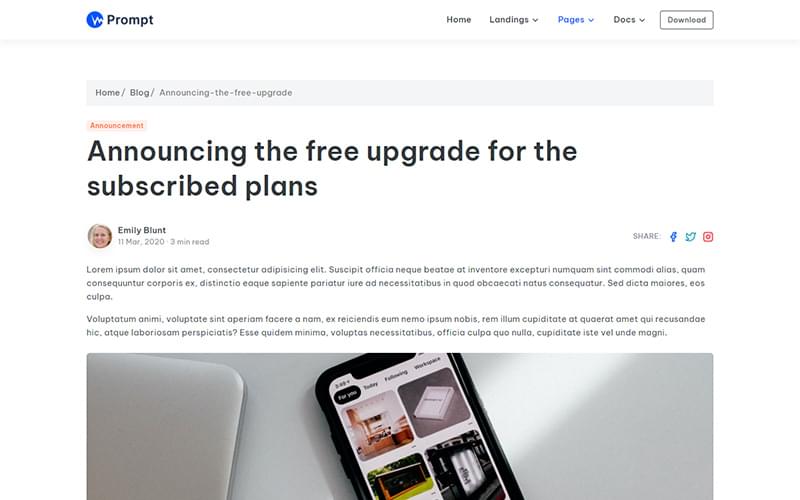 Prompt
Home Landings Pages Docs Download
Home / Blog / Announcing-the-free-upgrade
Announcement
Announcing the free upgrade for the
subscribed plans
Emily Blunt
11 Mar, 2020 · 3 min read
SHARE:
Lorem ipsum dolor sit amet, consectetur adipisicing elit. Suscipit officia neque beatae at inventore excepturi numquam sint commodi alias, quam
consequuntur corporis ex, distinctio eaque sapiente pariatur iure ad necessitatibus in quod obcaecati natus consequatur. Sed dicta maiores, eos
culpa.
Voluptatum animi, voluptate sint aperiam facere a nam, ex reiciendis eum nemo ipsum nobis, rem illum cupiditate at quaerat amet qui recusandae
hic, atque laboriosam perspiciatis? Esse quidem minima, voluptas necessitatibus, officia culpa quo nulla, cupiditate iste vel unde magni.
For you Today Following Workspace